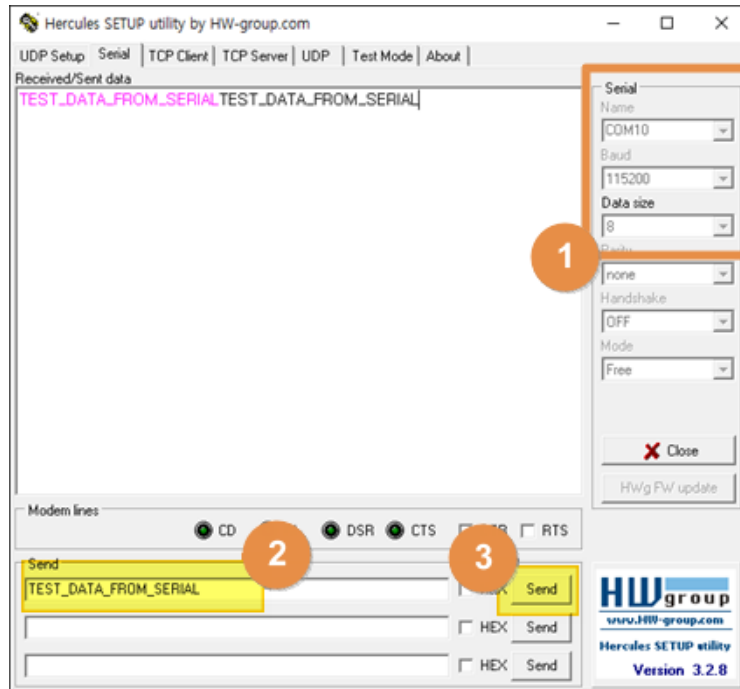 Hercules SETUP utility by HW-group.com
UDP Setup Serial TCP Client TCP Server UDP Test Mode About
Received/Sent data
TEST_DATA_FROM_SERIALTEST_DATA_FROM_SERIAL
Serial
Name
COM10
Baud
115200
Data size
8
1
none
Handshake
OFF
Mode
Free
Close
HWg FW update
Modem lines
CD DSR CTS RTS
2
3
Send
TEST_DATA_FROM_SERIAL Send
HEX Send
HEX Send
HW group
www.HW-group.com
Hercules SETUP utility
Version 3.2.8